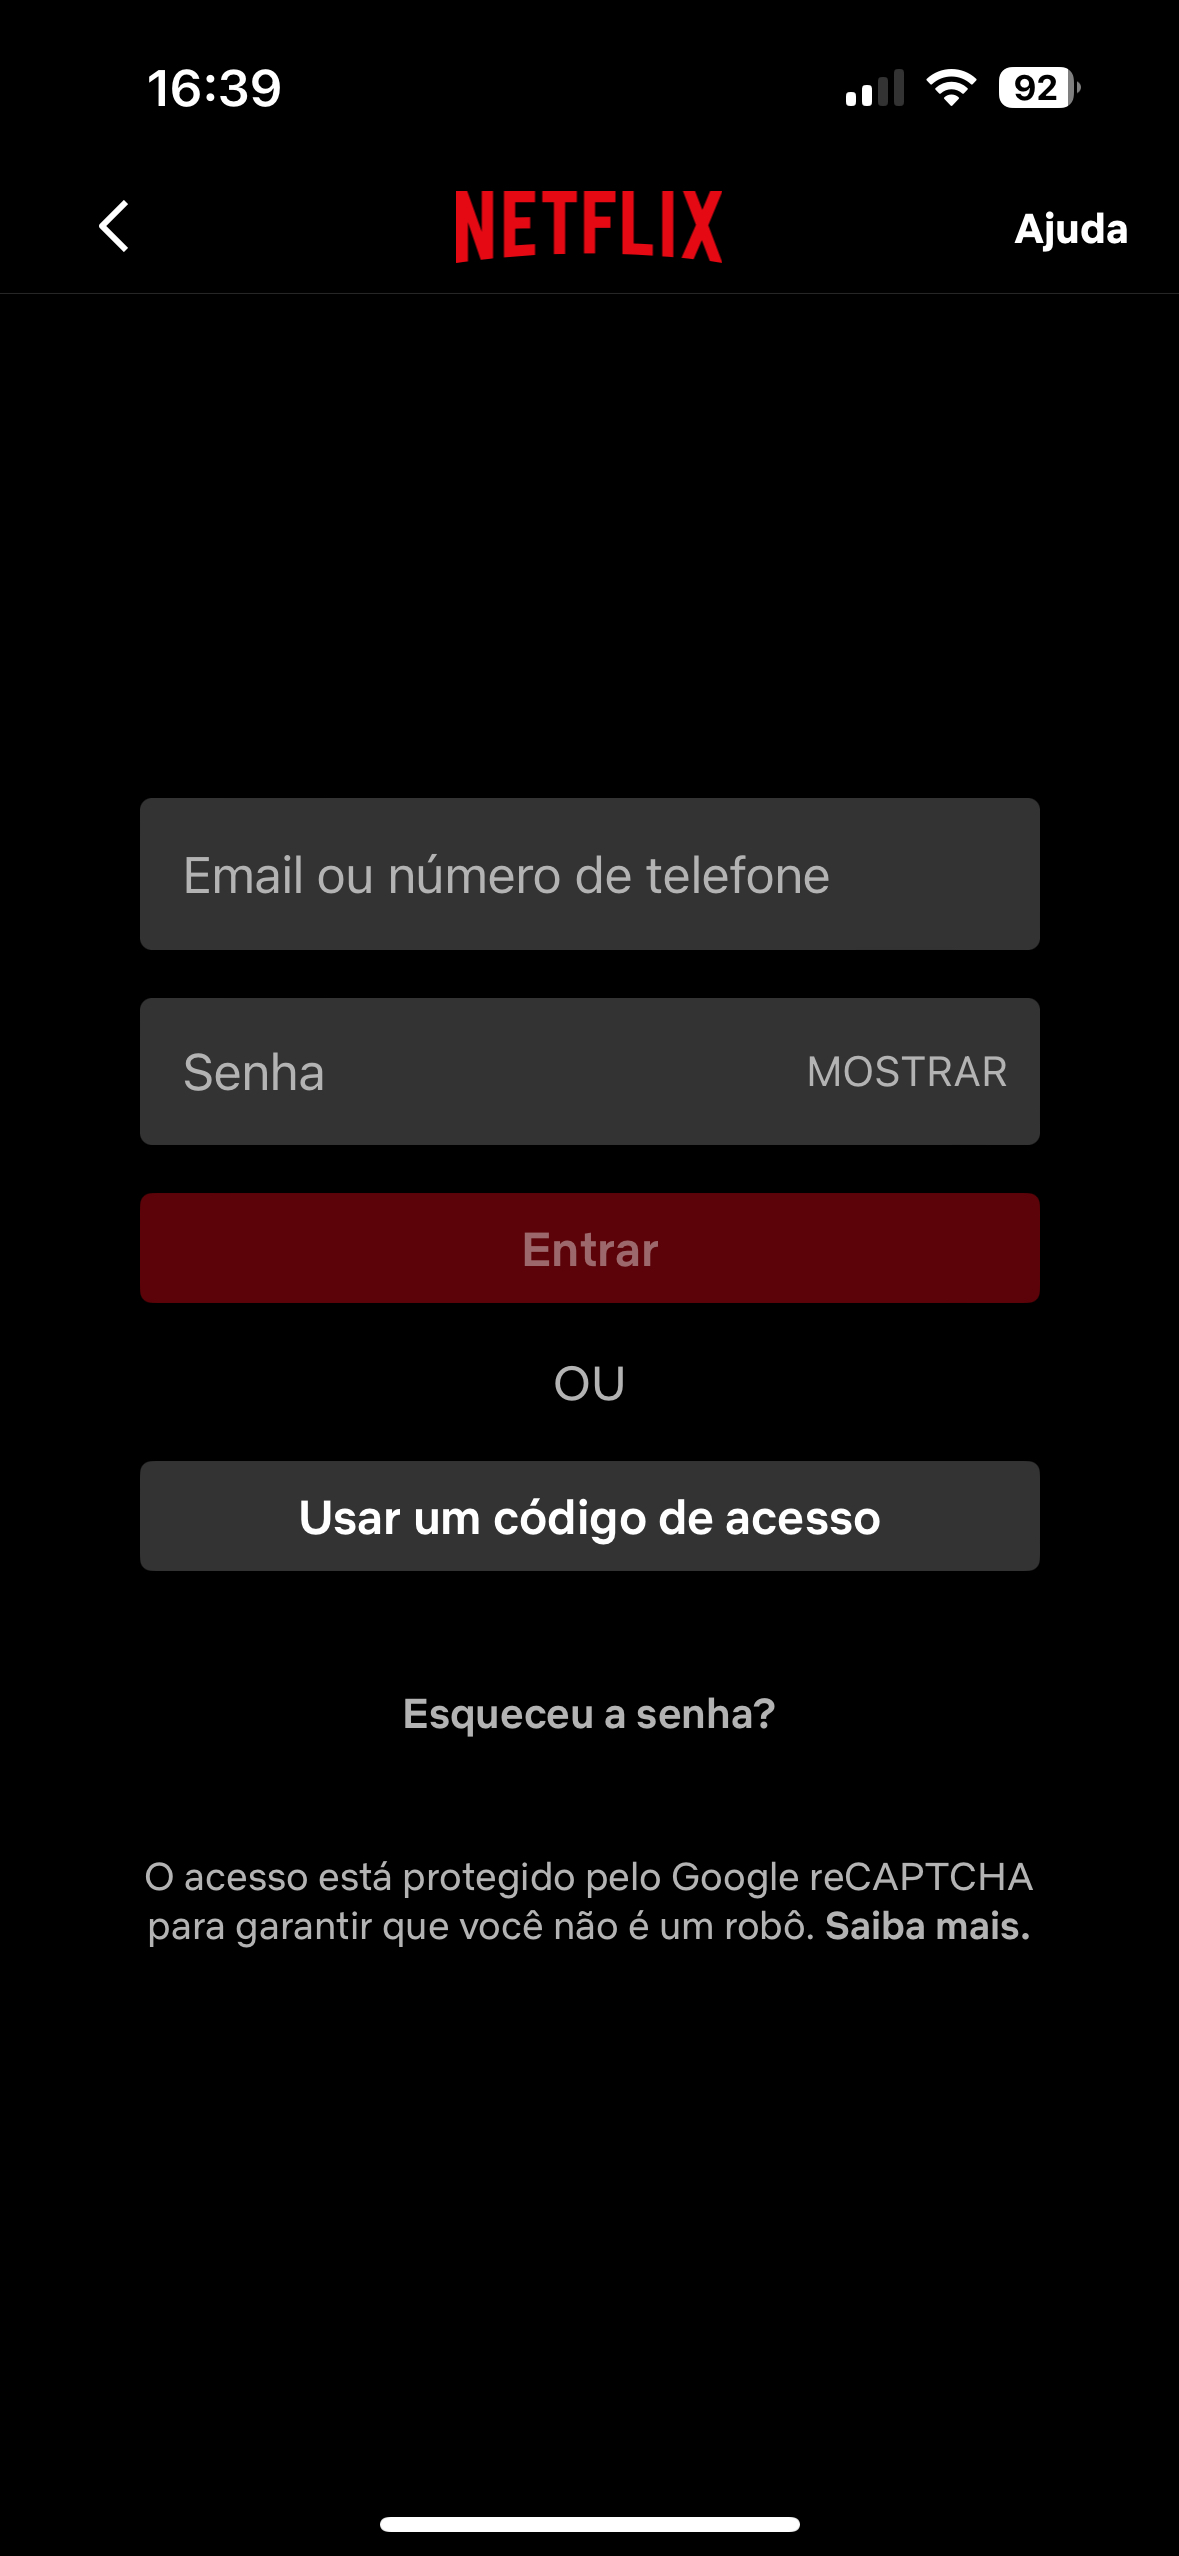 16:39
92
NETFLIX
Ajuda
Email ou número de telefone
Senha
MOSTRAR
Entrar
OU
Usar um código de acesso
Esqueceu a senha?
O acesso está protegido pelo Google reCAPTCHA
para garantir que você não é um robô. Saiba mais.